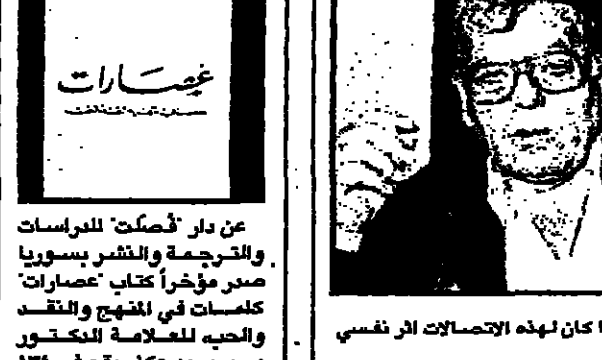 عصارات
عن دار "فُصّلت" للدراسات
والترجمة والنشر بسوريا
صدر مؤخراً كتاب "عصارات"
كلمات في المنهج والنقد
والحب للعلامة الدكتور
ا كان لهذه الاتصالات اثر نفسي